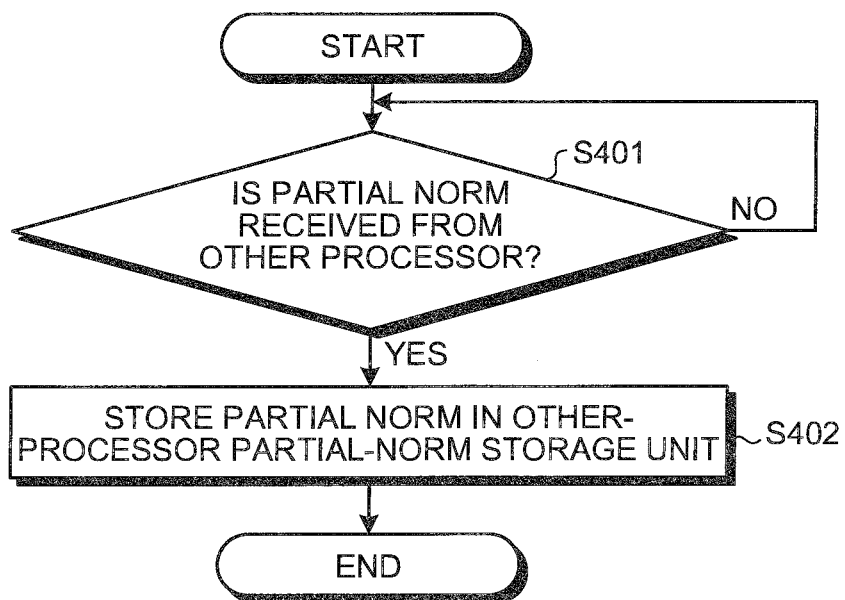 START
S401
IS PARTIAL NORM
RECEIVED FROM
OTHER PROCESSOR?
NO
YES
STORE PARTIAL NORM IN OTHER-
PROCESSOR PARTIAL-NORM STORAGE UNIT
S402
END